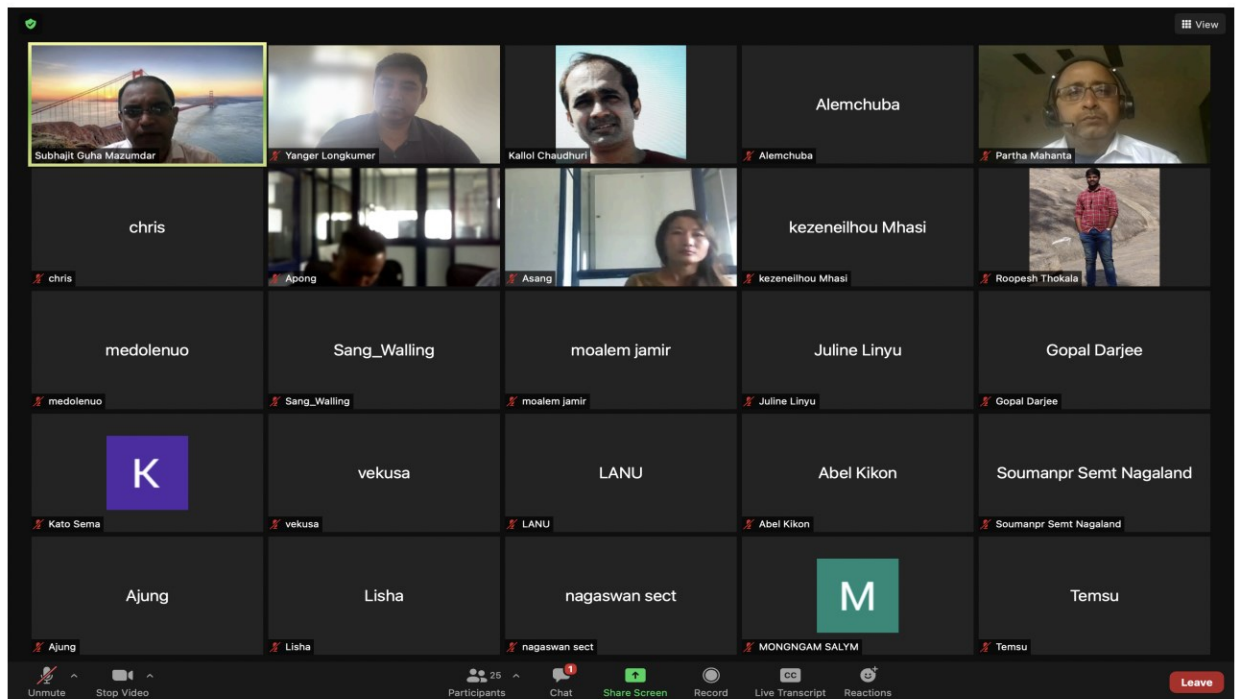 View
Alemchuba
Subhajit Guha Mazumdar
Yanger Longkumer
Kallol Chaudhuri
Alemchuba
Partha Mahanta
chris
kezeneilhou Mhasi
chris
Apong
Asang
kezeneilhou Mhasi
Roopesh Thokala
medolenuo
Sang_Walling
moalem jamir
Juline Linyu
Gopal Darjee
medolenuo
Sang_Walling
moalem jamir
Juline Linyu
Gopal Darjee
K
vekusa
LANU
Abel Kikon
Soumanpr Semt Nagaland
Kato Sema
vekusa
LANU
Abel Kikon
Soumanpr Semt Nagaland
Ajung
Lisha
nagaswan sect
M
Temsu
Ajung
Lisha
nagaswan sect
MONGNGAM SALYM
Temsu
25
1
CC
Unmute
Stop Video
Participants
Chat
Share Screen
Record
Live Transcript
Reactions
Leave